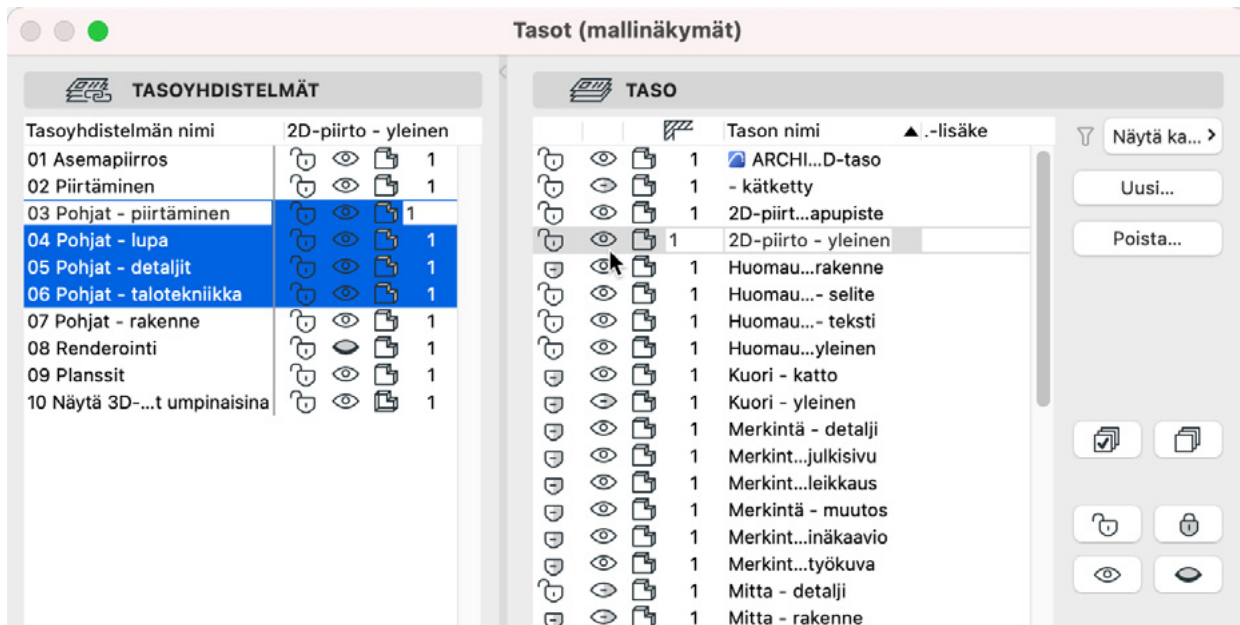 Tasot (mallinäkymät)
TASOYHDISTELMÄT
Tasoyhdistelmän nimi 2D-piirto - yleinen
01 Asemapiirros 1
02 Piirtäminen 1
03 Pohjat - piirtäminen 1
04 Pohjat - lupa 1
05 Pohjat - detaljit 1
06 Pohjat - talotekniikka 1
07 Pohjat - rakenne 1
08 Renderointi 1
09 Planssit 1
10 Näytä 3D-...t umpinaisina 1
TASO
Tason nimi ▲ .-lisäke
1 ARCHI...D-taso
1 - kätketty
1 2D-piirt...apupiste
1 2D-piirto - yleinen
1 Huomau...rakenne
1 Huomau...- selite
1 Huomau...- teksti
1 Huomau...yleinen
1 Kuori - katto
1 Kuori - yleinen
1 Merkintä - detalji
1 Merkint...julkisivu
1 Merkint...leikkaus
1 Merkintä - muutos
1 Merkint...inäkaavio
1 Merkint...työkuva
1 Mitta - detalji
1 Mitta - rakenne
Näytä ka... >
Uusi...
Poista...